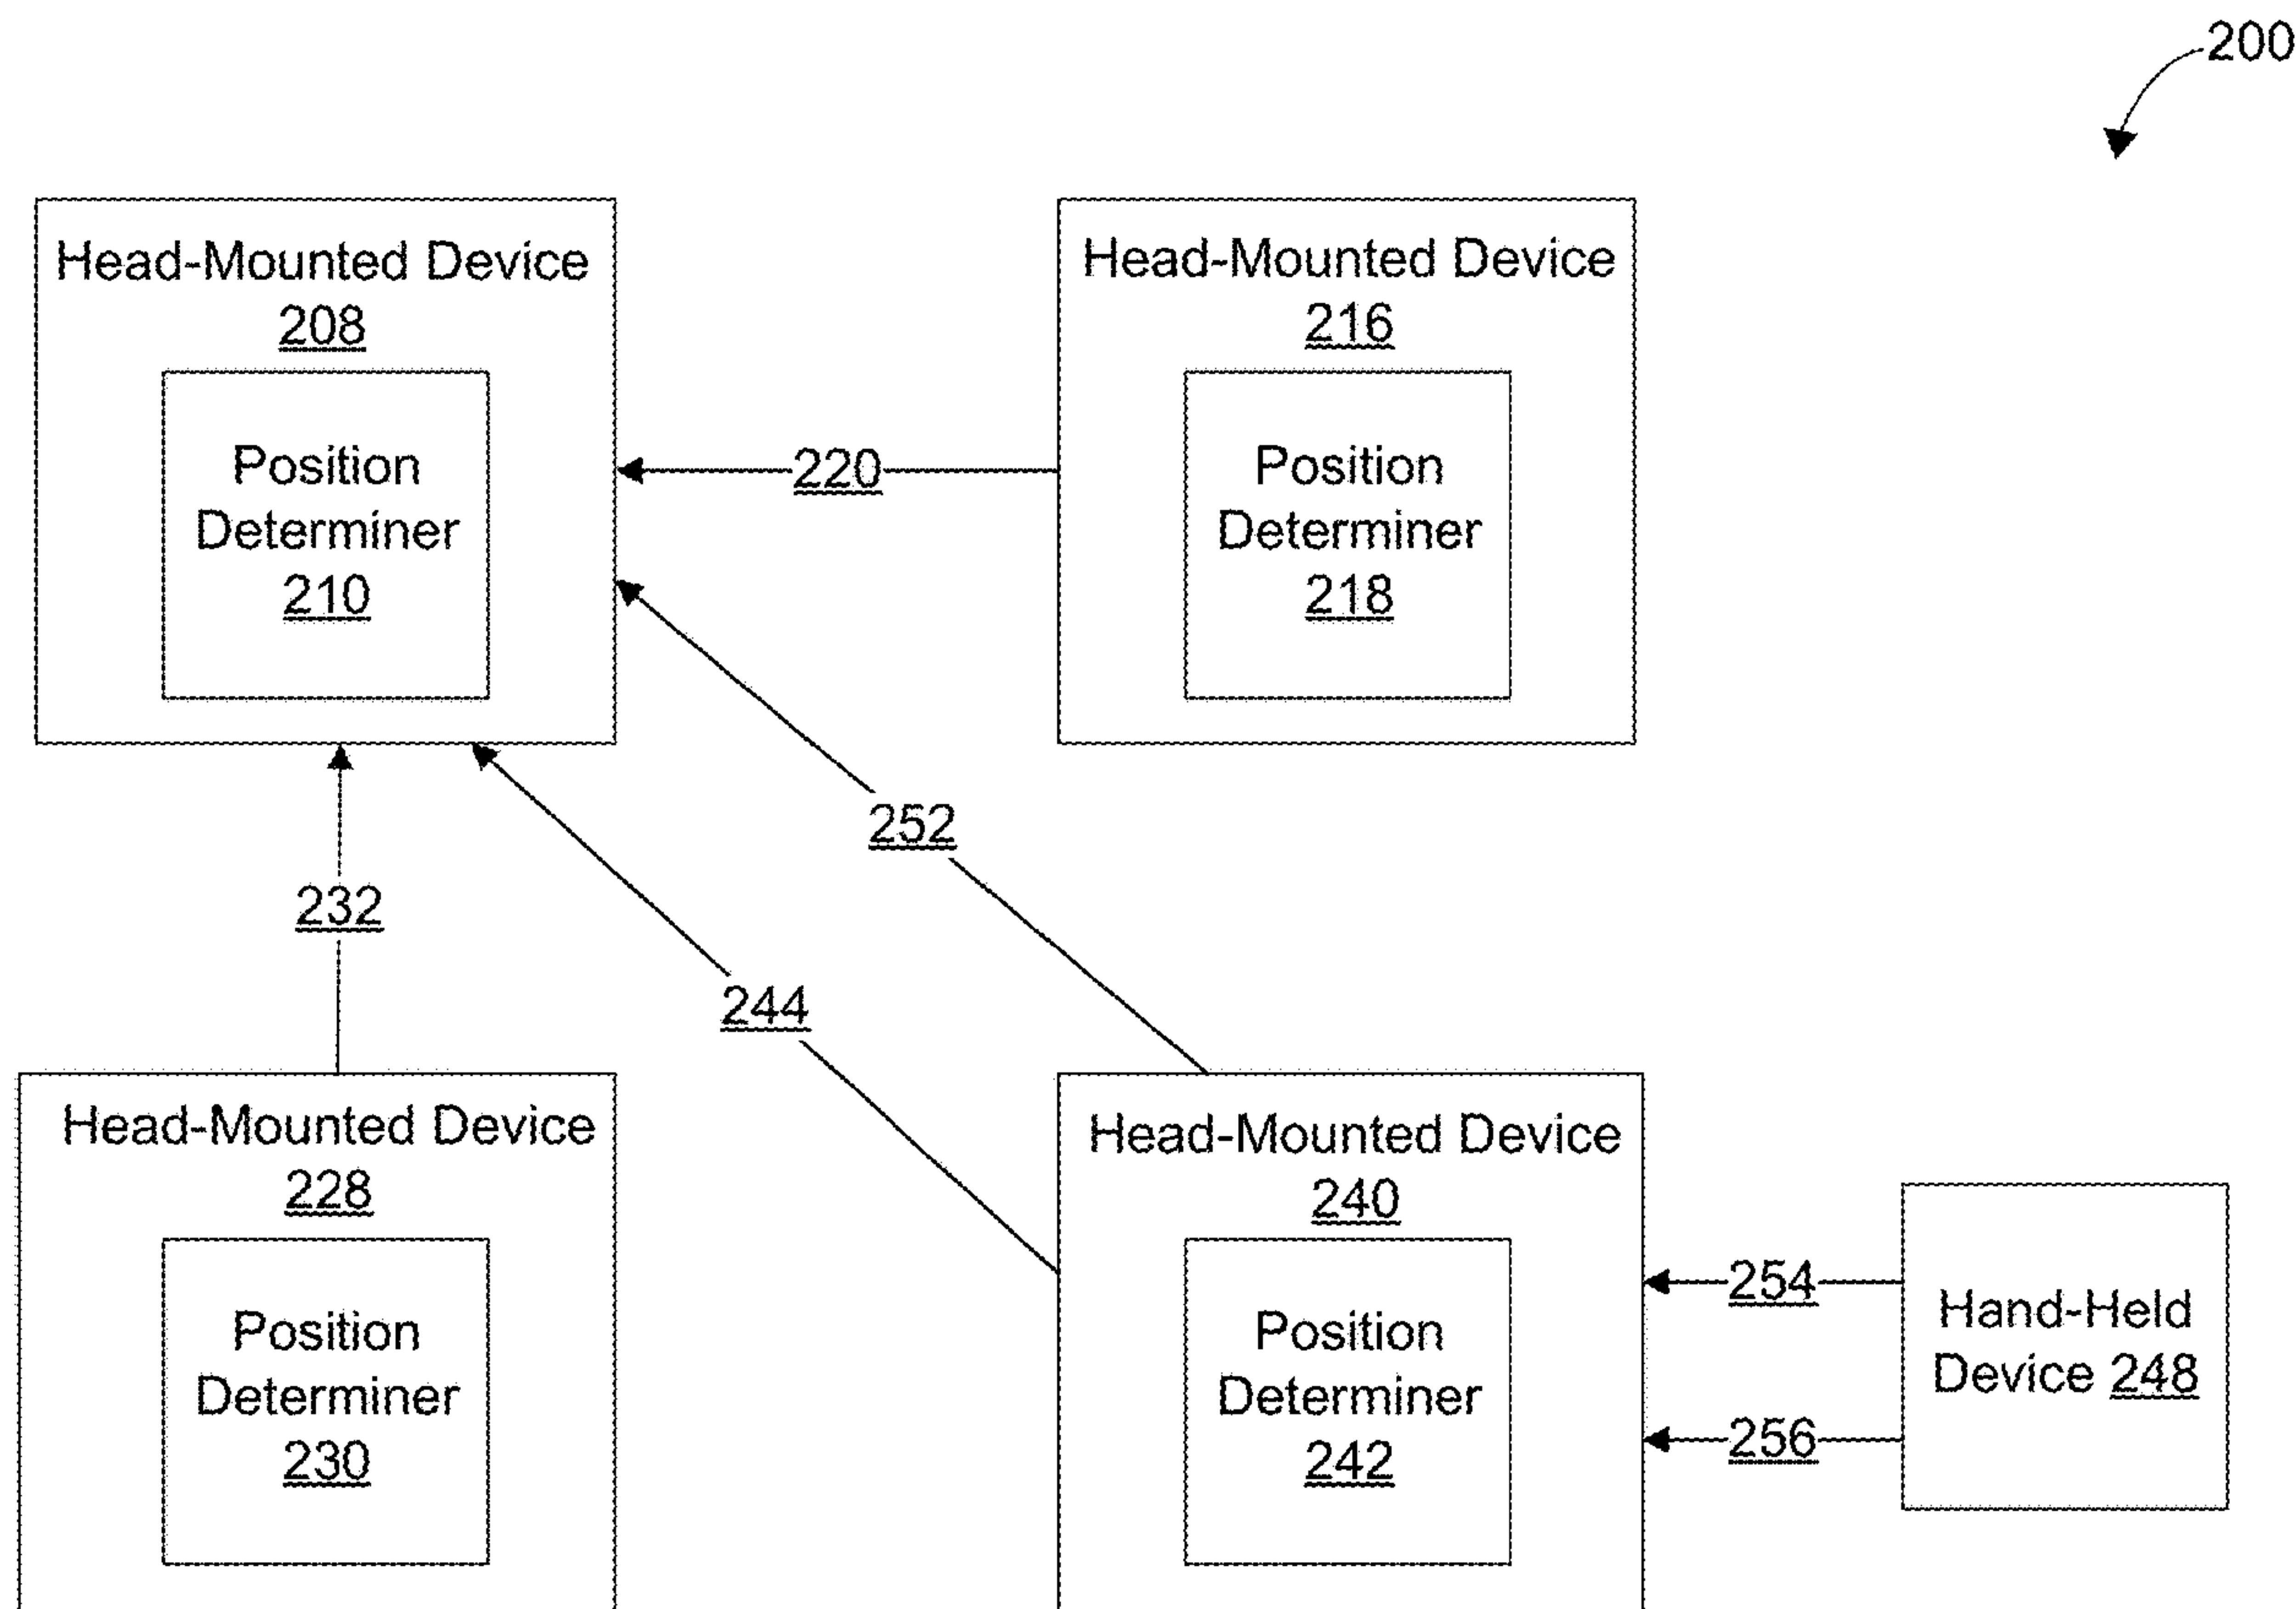 200
Head-Mounted Device
208
Position
Determiner
210
Head-Mounted Device
216
Position
Determiner
218
220
252
232
244
Head-Mounted Device
228
Position
Determiner
230
Head-Mounted Device
240
Position
Determiner
242
254
256
Hand-Held
Device 248